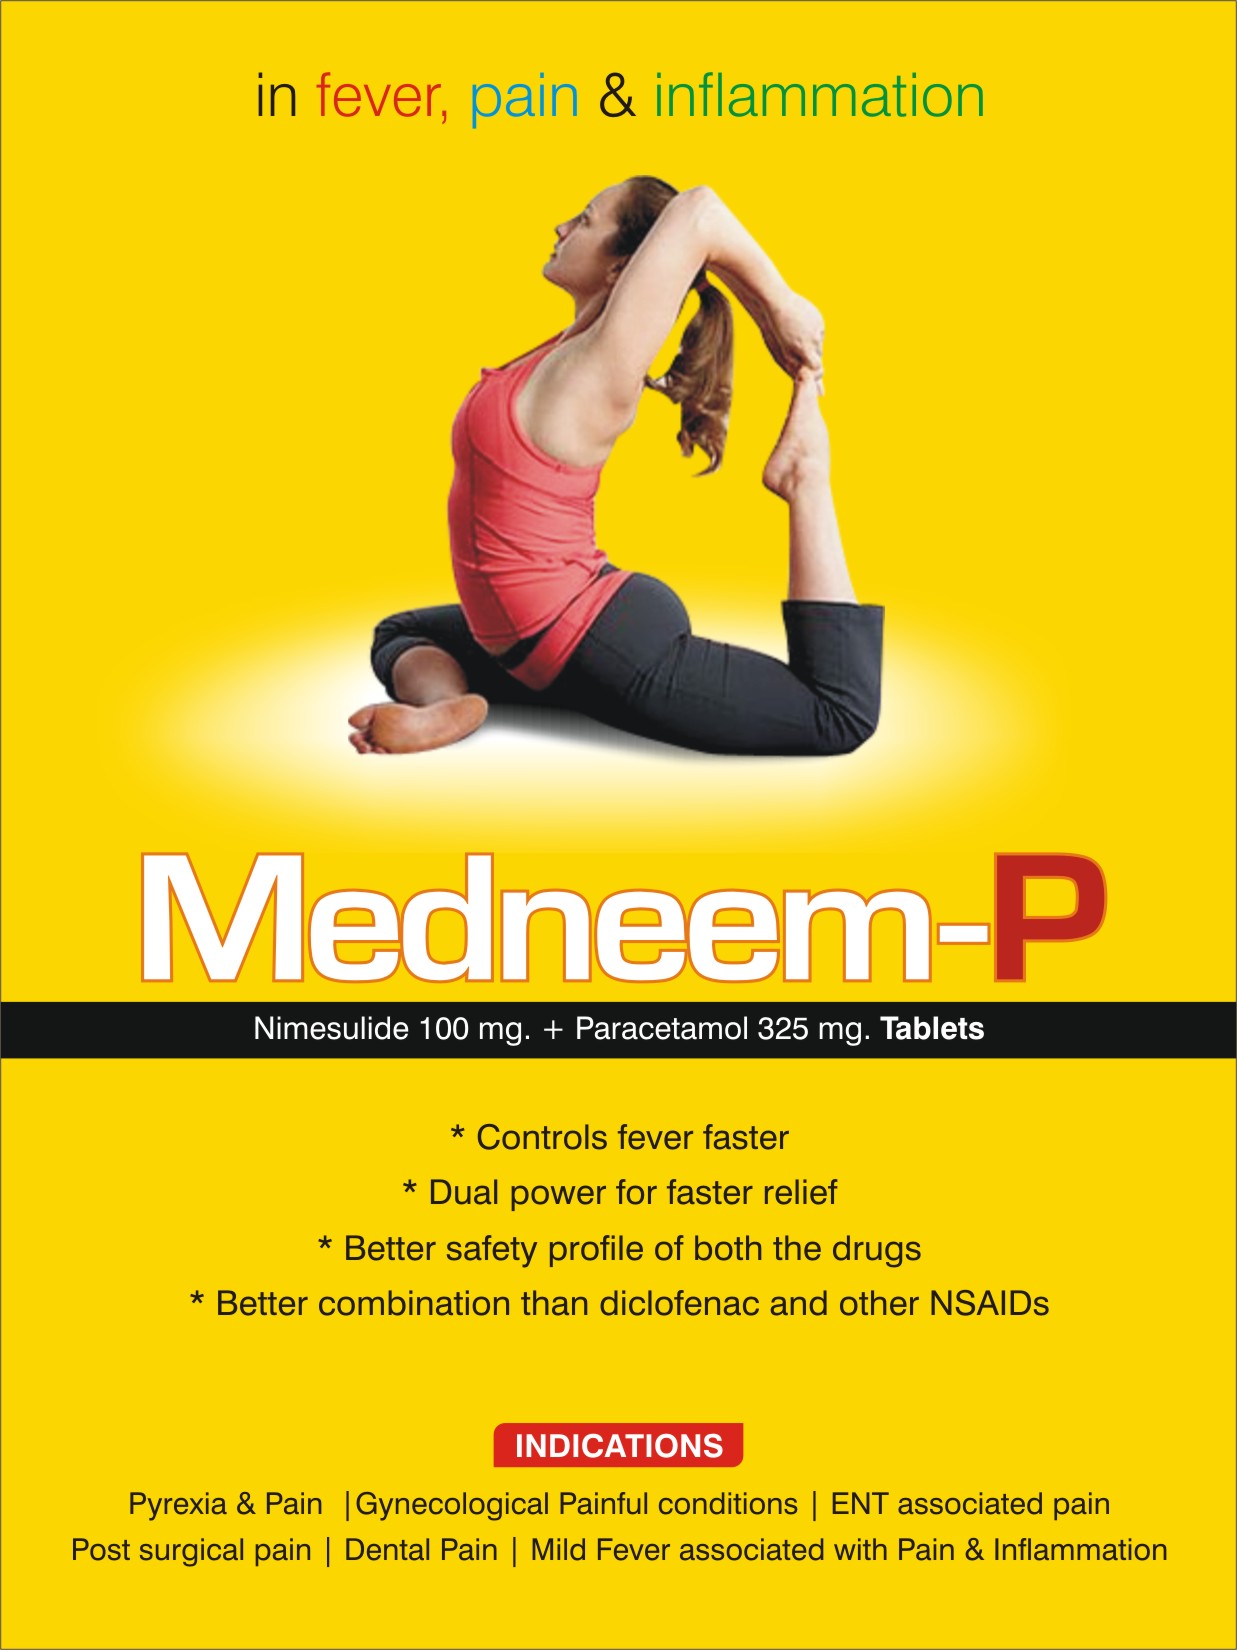 in fever, pain & inflammation
Medneem-P
Nimesulide 100 mg. + Paracetamol 325 mg. Tablets
* Controls fever faster
* Dual power for faster relief
* Better safety profile of both the drugs
* Better combination than diclofenac and other NSAIDs
INDICATIONS
Pyrexia & Pain |Gynecological Painful conditions | ENT associated pain
Post surgical pain | Dental Pain | Mild Fever associated with Pain & Inflammation